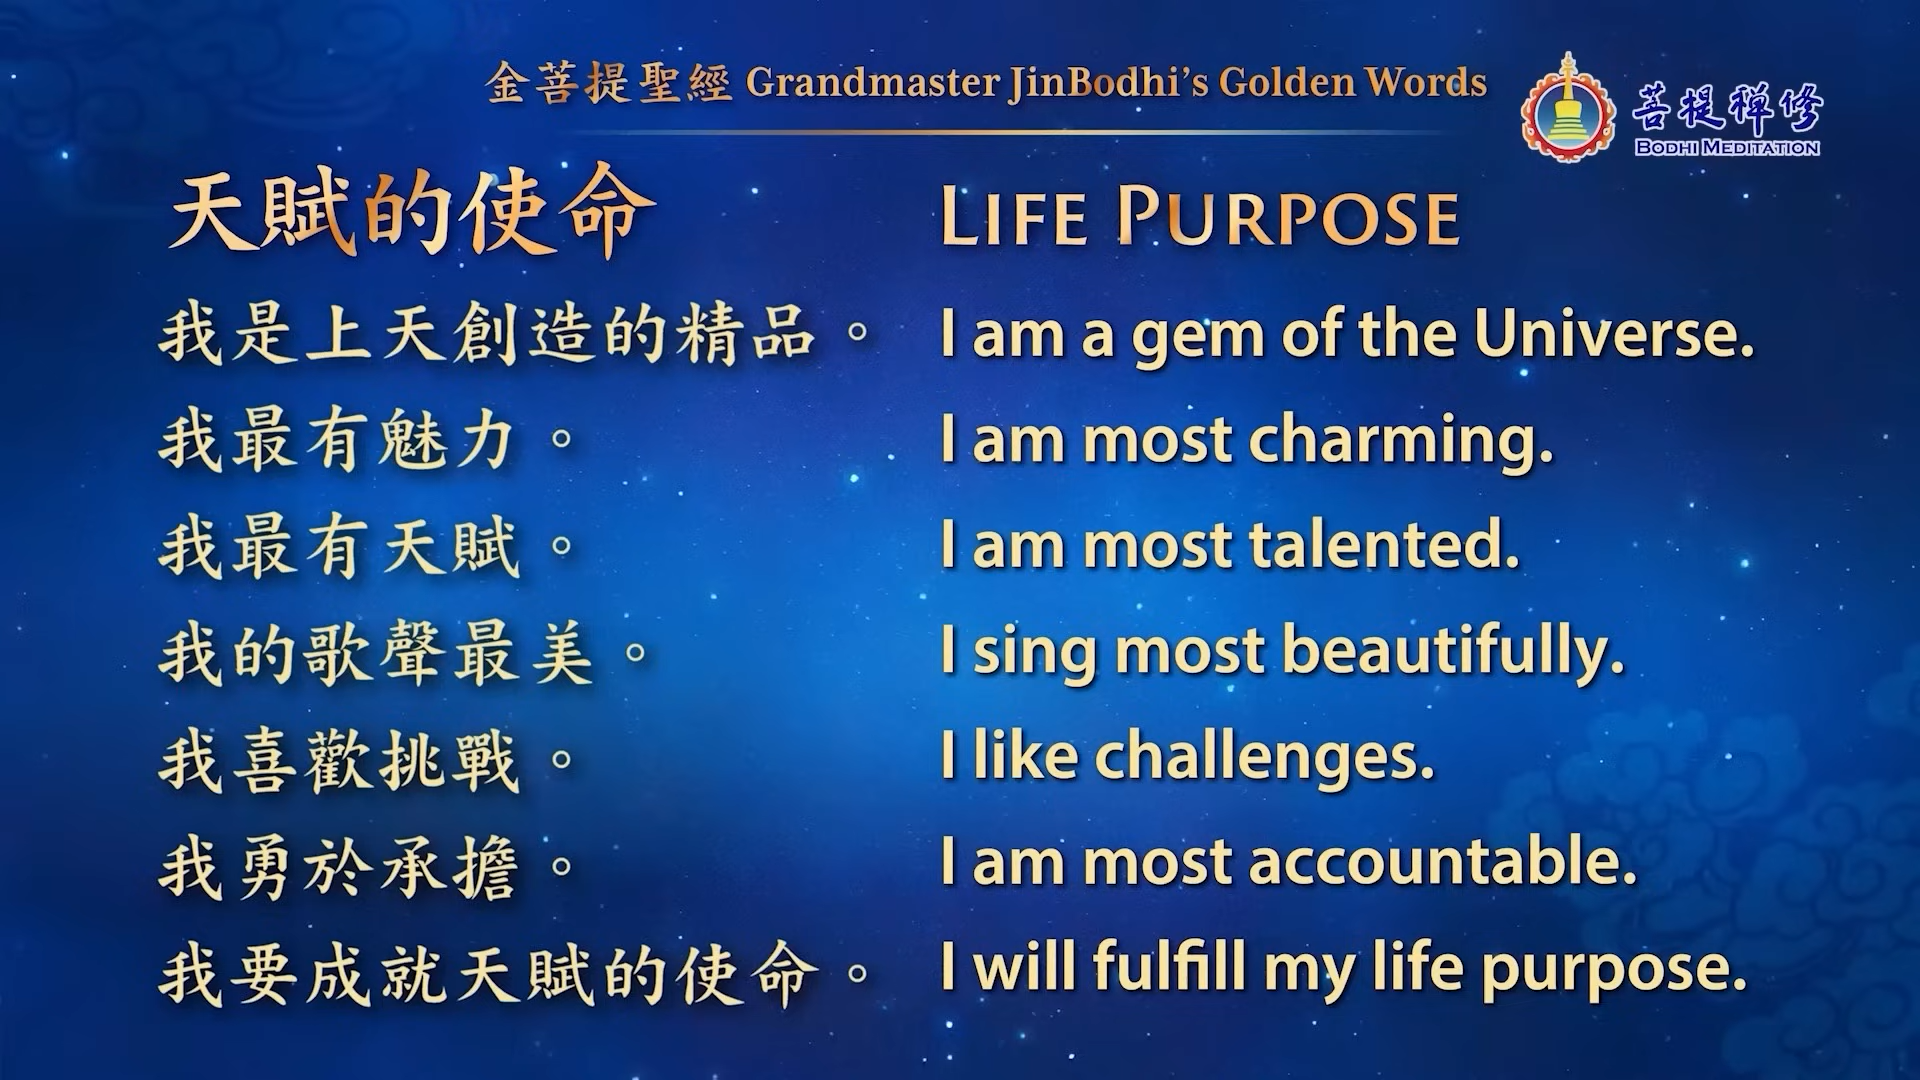 金菩提聖經 Grandmaster JinBodhi's Golden Words
菩提禪修
BODHI MEDITATION
天賦的使命
LIFE PURPOSE
我是上天創造的精品。
I am a gem of the Universe.
我最有魅力。
I am most charming.
我最有天賦。
I am most talented.
我的歌聲最美。
I sing most beautifully.
我喜歡挑戰。
I like challenges.
我勇於承擔。
I am most accountable.
我要成就天賦的使命。
I will fulfill my life purpose.